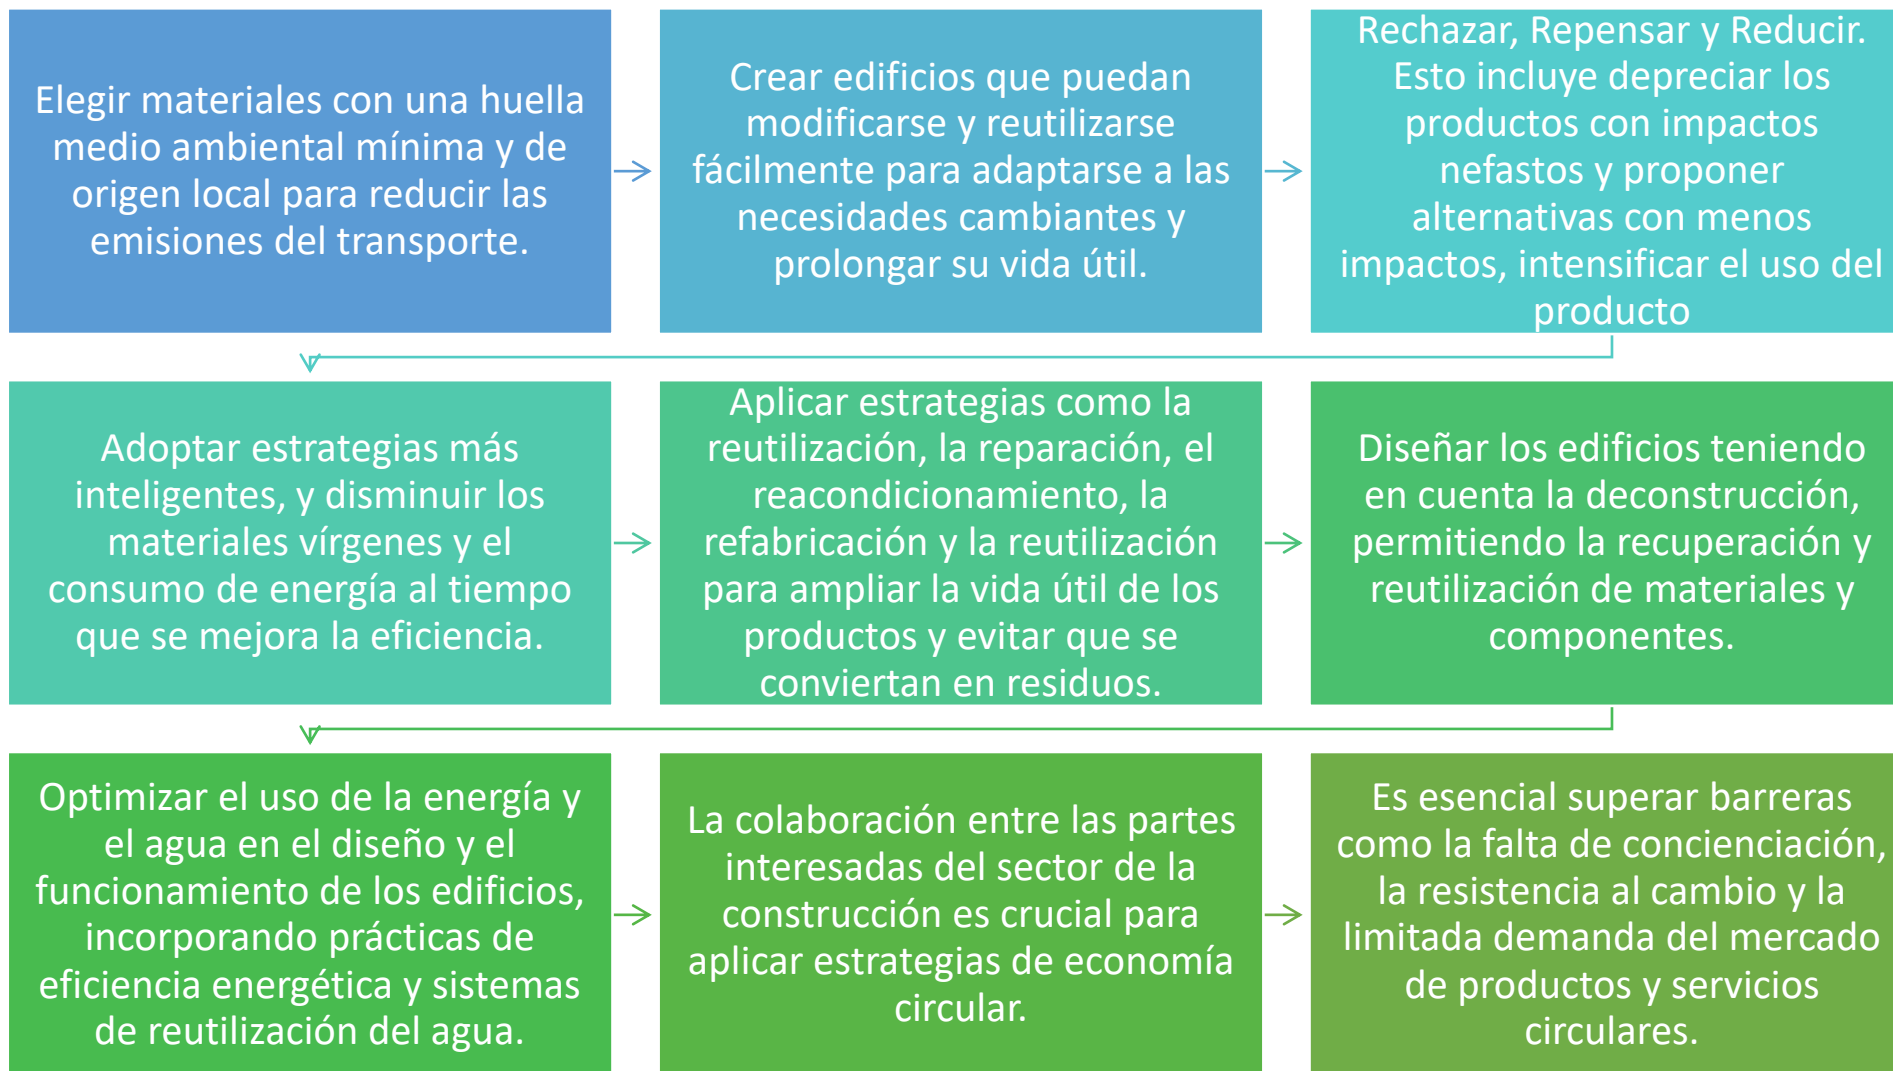 Elegir materiales con una huella
medio ambiental mínima y de
origen local para reducir las
emisiones del transporte.
Crear edificios que puedan
modificarse y reutilizarse
fácilmente para adaptarse a las
necesidades cambiantes y
prolongar su vida útil.
Rechazar, Repensar y Reducir.
Esto incluye depreciar los
productos con impactos
nefastos y proponer
alternativas con menos
impactos, intensificar el uso del
producto
Adoptar estrategias más
inteligentes, y disminuir los
materiales vírgenes y el
consumo de energía al tiempo
que se mejora la eficiencia.
Aplicar estrategias como la
reutilización, la reparación, el
reacondicionamiento, la
refabricación y la reutilización
para ampliar la vida útil de los
productos y evitar que se
conviertan en residuos.
Diseñar los edificios teniendo
en cuenta la deconstrucción,
permitiendo la recuperación y
reutilización de materiales y
componentes.
Optimizar el uso de la energía y
el agua en el diseño y el
funcionamiento de los edificios,
incorporando prácticas de
eficiencia energética y sistemas
de reutilización del agua.
La colaboración entre las partes
interesadas del sector de la
construcción es crucial para
aplicar estrategias de economía
circular.
Es esencial superar barreras
como la falta de concienciación,
la resistencia al cambio y la
limitada demanda del mercado
de productos y servicios
circulares.